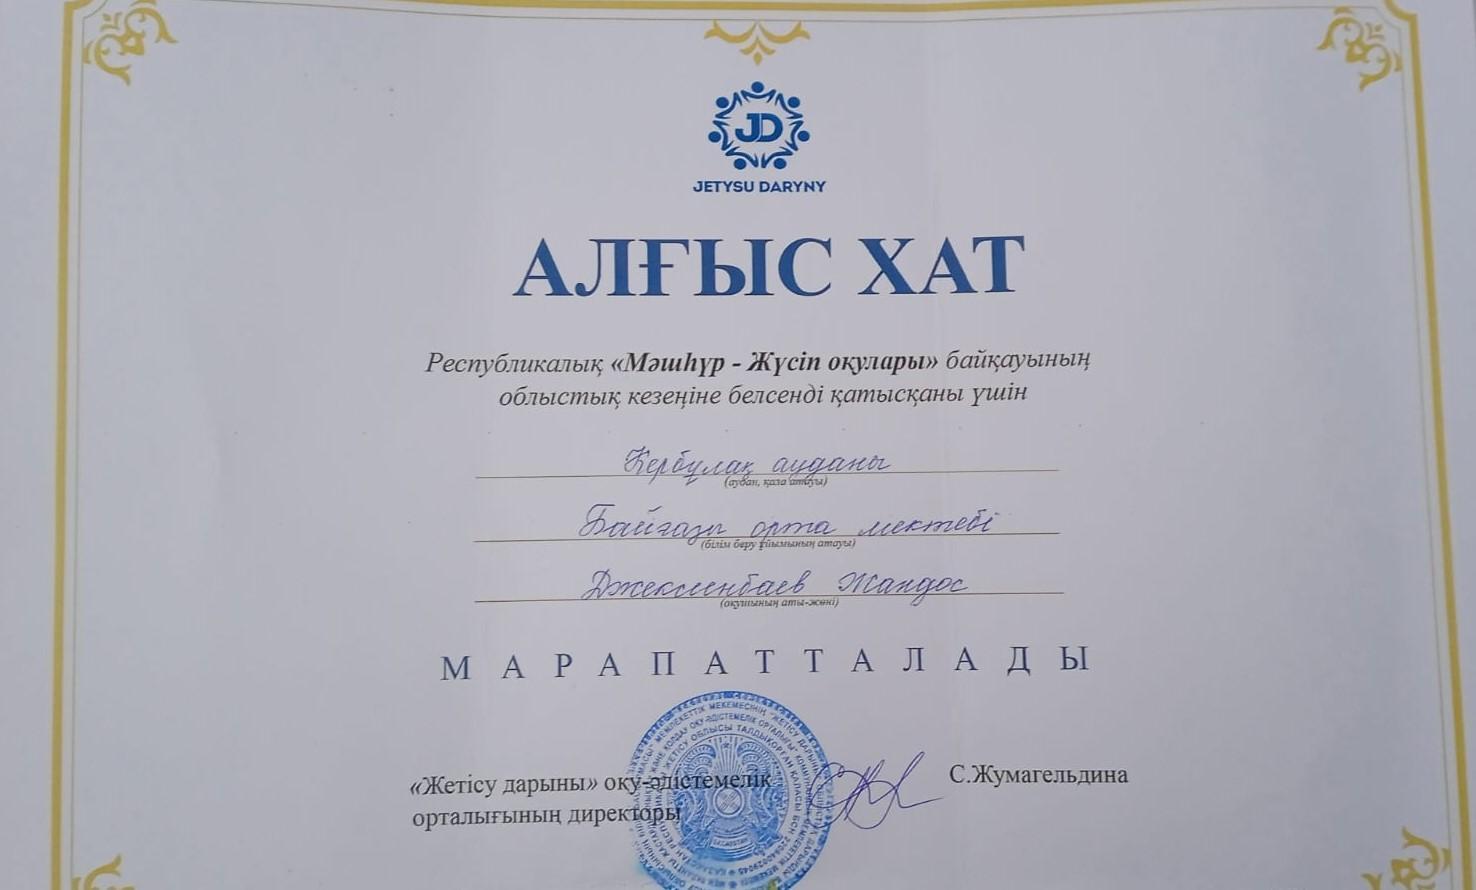 JD
JETYSU DARYNY
АЛҒЫС ХАТ
Республикалық «Мәшһүр - Жүсіп оқулары» байқауының
облыстық кезеңіне белсенді қатысқаны үшін
Кербұлақ ауданы
(аудан, қала атауы)
Байғазы орта мектебі
(білім беру ұйымының атауы)
Джексенбаев Жандос
(оқушының аты-жөні)
МАРАПАТТАЛАДЫ
«Жетісу дарыны» оқу-әдістемелік
орталығының директоры
С.Жумагельдина